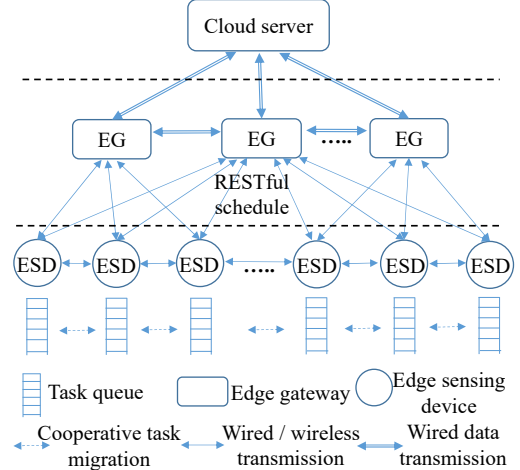 Cloud server
EG
EG
.....
EG
RESTful
schedule
ESD
ESD
ESD
.....
ESD
ESD
ESD
Task queue
Edge gateway
Edge sensing
device
Cooperative task
migration
Wired / wireless
transmission
Wired data
transmission